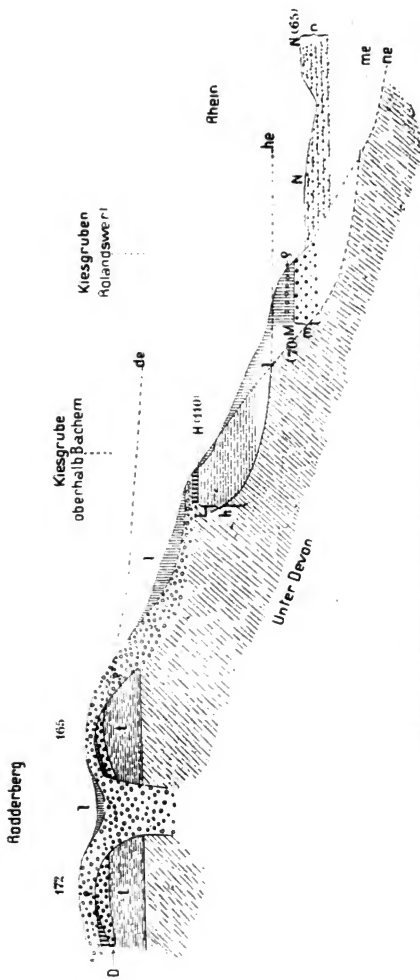 Rodderberg
172
l
165
D
t
t
Kiesgrube
oberhalb Bachem
de
l
H (110)
h
Unter Devon
Kiesgruben
Rolandswert
Rhein
he
l
(70) M
m
N
N (65)
n
me
ne